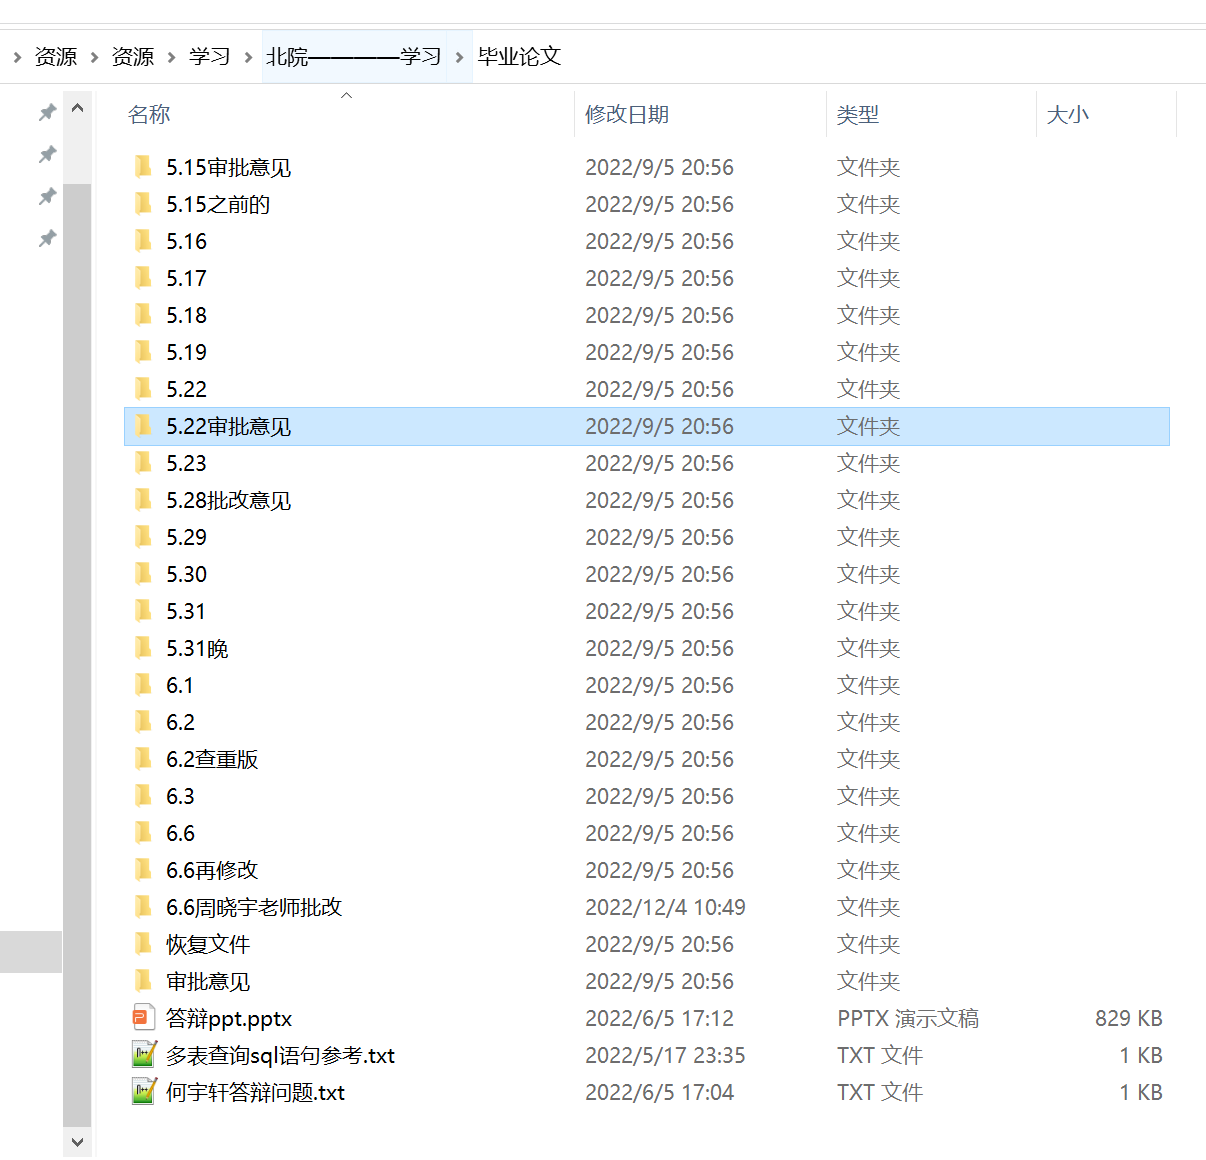 资源 资源 学习 北院————学习 毕业论文
名称 修改日期 类型 大小
5.15审批意见 2022/9/5 20:56 文件夹
5.15之前的 2022/9/5 20:56 文件夹
5.16 2022/9/5 20:56 文件夹
5.17 2022/9/5 20:56 文件夹
5.18 2022/9/5 20:56 文件夹
5.19 2022/9/5 20:56 文件夹
5.22 2022/9/5 20:56 文件夹
5.22审批意见 2022/9/5 20:56 文件夹
5.23 2022/9/5 20:56 文件夹
5.28批改意见 2022/9/5 20:56 文件夹
5.29 2022/9/5 20:56 文件夹
5.30 2022/9/5 20:56 文件夹
5.31 2022/9/5 20:56 文件夹
5.31晚 2022/9/5 20:56 文件夹
6.1 2022/9/5 20:56 文件夹
6.2 2022/9/5 20:56 文件夹
6.2查重版 2022/9/5 20:56 文件夹
6.3 2022/9/5 20:56 文件夹
6.6 2022/9/5 20:56 文件夹
6.6再修改 2022/9/5 20:56 文件夹
6.6周晓宇老师批改 2022/12/4 10:49 文件夹
恢复文件 2022/9/5 20:56 文件夹
审批意见 2022/9/5 20:56 文件夹
答辩ppt.pptx 2022/6/5 17:12 PPTX 演示文稿 829 KB
多表查询sql语句参考.txt 2022/5/17 23:35 TXT 文件 1 KB
何宇轩答辩问题.txt 2022/6/5 17:04 TXT 文件 1 KB